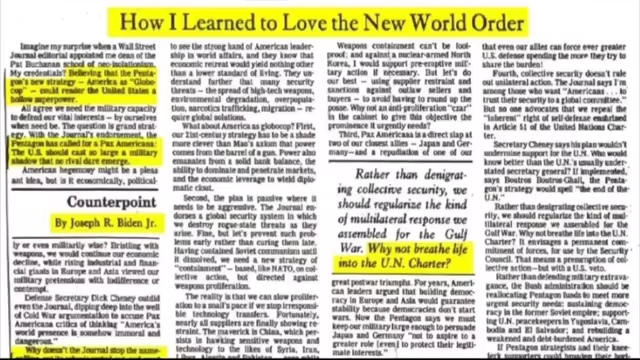 How I Learned to Love the New World Order
Imagine my surprise when a Wall Street
Journal editorial appointed me dean of the
Pat Buchanan school of neo-isolationism.
My credentials? Believing that the Penta-
gon's new strategy – America as "Globo-
cop" – could render the United States a
hollow superpower.
All agree we need the military capacity
to defend our vital interests – by ourselves
when need be. The question is grand strat-
egy. With the Journal's endorsement, the
Pentagon has called for a Pax Americana:
The U.S. should cast so large a military
shadow that no rival dare emerge.
American hegemony might be a pleas-
ant idea, but is it economically, political-
Counterpoint
By Joseph R. Biden Jr.
ly or even militarily wise? Bristling with
weapons, we would continue our economic
decline, while rising industrial and finan-
cial giants in Europe and Asia viewed our
military pretensions with indifference or
contempt.
Defense Secretary Dick Cheney outdid
even the Journal, dipping deep into the well
of Cold War argumentation to accuse Pax
Americana critics of thinking "America's
world presence is somehow immoral and
dangerous."
Why doesn't the Journal stop the name-
to see the strong hand of American leader-
ship in world affairs, and they know that
economic retreat would yield nothing other
than a lower standard of living. They un-
derstand further that many security
threats – the spread of high-tech weapons,
environmental degradation, overpopula-
tion, narcotics trafficking, migration – re-
quire global solutions.
What about America as globocop? First,
our 21st-century strategy has to be a shade
more clever than Mao's axiom that power
comes from the barrel of a gun. Power also
emanates from a solid bank balance, the
ability to dominate and penetrate markets,
and the economic leverage to wield diplo-
matic clout.
Second, the plan is passive where it
needs to be aggressive. The Journal en-
dorses a global security system in which
we destroy rogue-state threats as they
arise. Fine, but let's prevent such prob-
lems early rather than curing them late.
Having contained Soviet communism until
it dissolved, we need a new strategy of
"containment" – based, like NATO, on col-
lective action, but directed against
weapons proliferation.
The reality is that we can slow prolifer-
ation to a snail's pace if we stop irrespon-
sible technology transfers. Fortunately,
nearly all suppliers are finally showing re-
straint. The maverick is China, which per-
sists in hawking sensitive weapons and
technology to the likes of Syria, Iran,
Weapons containment can't be fool-
proof; and against a nuclear-armed North
Korea, I would support pre-emptive mili-
tary action if necessary. But let's do our
best – using supplier restraint and
sanctions against outlaw sellers and
buyers – to avoid having to round up the
posse. Why not an anti-proliferation "czar"
in the cabinet to give this objective the
prominence it urgently needs?
Third, Pax Americana is a direct slap at
two of our closest allies – Japan and Ger-
many – and a repudiation of one of our
Rather than denigrat-
ing collective security, we
should regularize the kind
of multilateral response we
assembled for the Gulf
War. Why not breathe life
into the U.N. Charter?
great postwar triumphs. For years, Amer-
ican leaders argued that building democ-
racy in Europe and Asia would guarantee
stability because democracies don't start
wars. Now the Pentagon says we must
keep our military large enough to persuade
Japan and Germany "not to aspire to a
greater role even to protect their legiti-
mate interests."
that even our allies can force ever greater
U.S. defense spending the more they try to
share the burden!
Fourth, collective security doesn't rule
out unilateral action. The Journal says I'm
among those who want "Americans . . . to
trust their security to a global committee."
But no one advocates that we repeal the
"inherent" right of self-defense enshrined
in Article 51 of the United Nations Char-
ter.
Secretary Cheney says his plan wouldn't
undermine support for the U.N. Who would
know better than the U.N.'s usually under-
stated secretary general? If implemented,
says Boutros Boutros-Ghali, the Penta-
gon's strategy would spell "the end of the
U.N."
Rather than denigrating collective secu-
rity, we should regularize the kind of mul-
tilateral response we assembled for the
Gulf War. Why not breathe life into the
U.N. Charter? It envisages a permanent com-
mitment of forces, for use by the Security
Council. That means a presumption of col-
lective action – but with a U.S. veto.
Rather than defending military extrava-
gance, the Bush administration should be
reallocating Pentagon funds to meet more
urgent security needs: sustaining democ-
racy in the former Soviet empire; support-
ing U.N. peacekeepers in Yugoslavia, Cam-
bodia and El Salvador; and rebuilding a
weakened and debt-burdened America.
If Pentagon strategists and their knee-